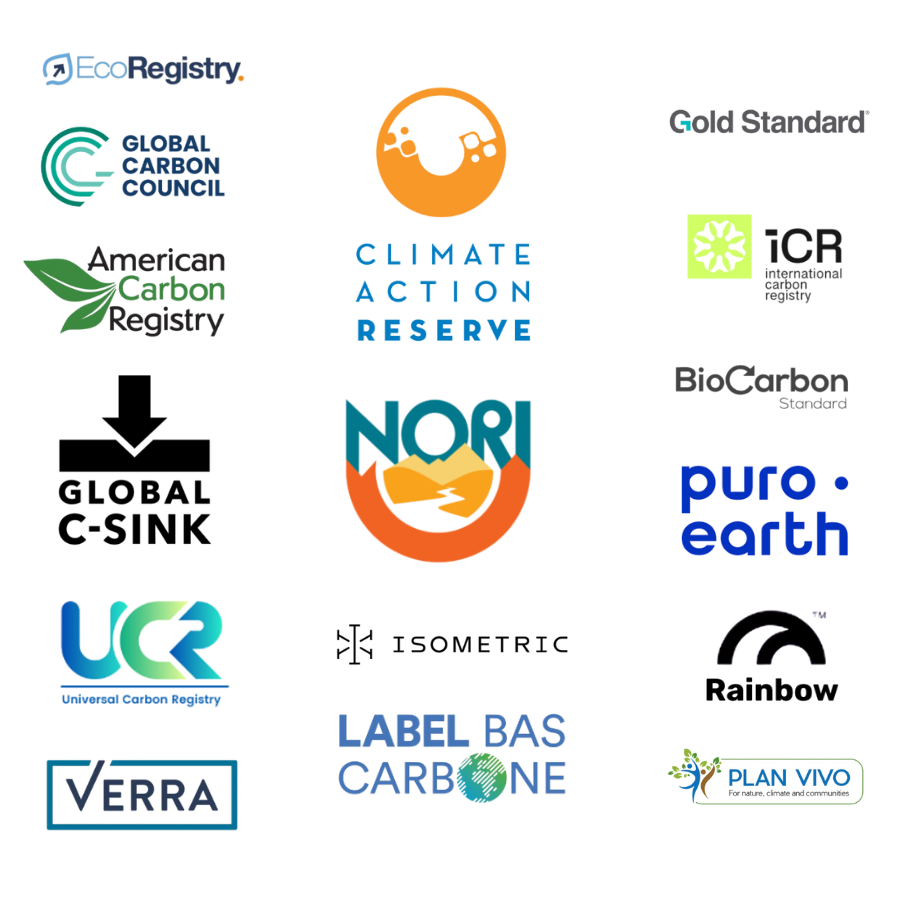 EcoRegistry.
GLOBAL
CARBON
COUNCIL
American
Carbon
Registry
GLOBAL
C-SINK
UCR
Universal Carbon Registry
VERRA
CLIMATE
ACTION
RESERVE
NORI
ISOMETRIC
LABEL BAS
CARBONE
Gold Standard®
iCR
international
carbon
registry
BioCarbon
Standard
puro·
earth
Rainbow™
PLAN VIVO
For nature, climate and communities